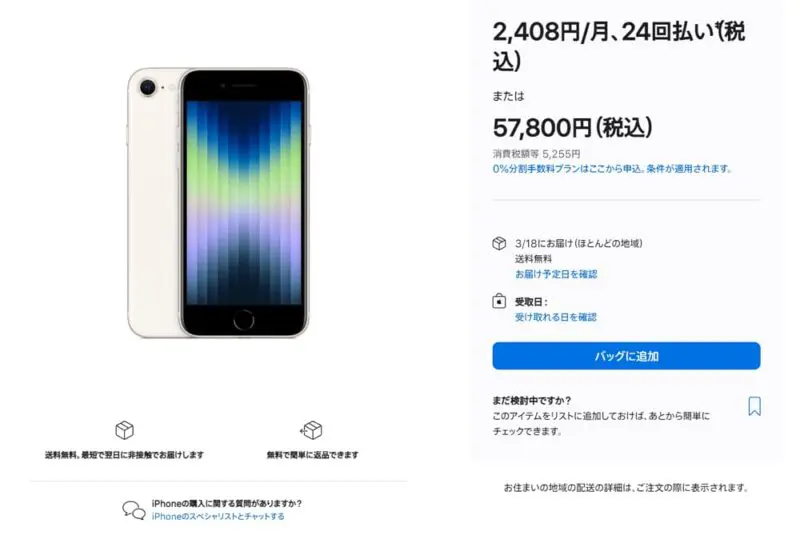 2,408円/月、24回払い(税
込)
または
57,800円(税込)
消費税額等 5,255円
0%分割手数料プランはここから申込。条件が適用されます。
3/18にお届け(ほとんどの地域)
送料無料
お届け予定日を確認
受取日:
受け取れる日を確認
バッグに追加
まだ検討中ですか?
このアイテムをリストに追加しておけば、あとから簡単に
チェックできます。
お住まいの地域の配送の詳細は、ご注文の際に表示されます。
送料無料。最短で翌日に非接触でお届けします
無料で簡単に返品できます
iPhoneの購入に関する質問がありますか?
iPhoneのスペシャリストとチャットする